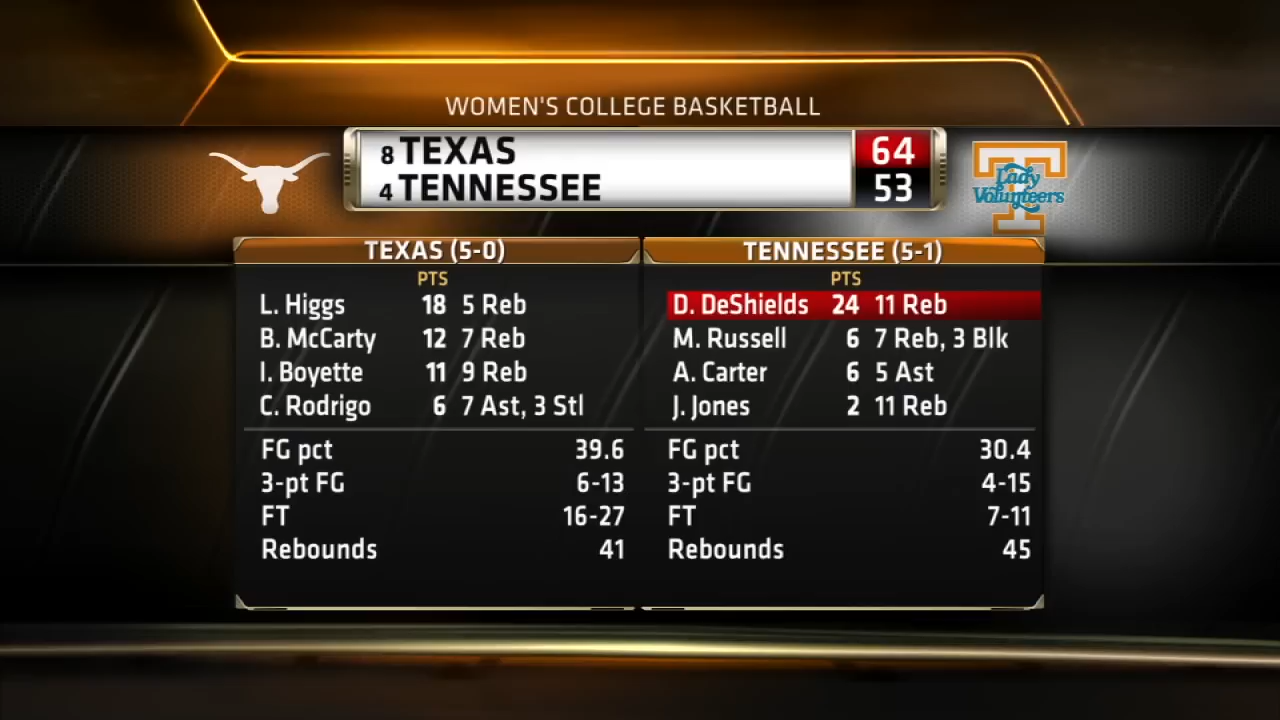 WOMEN'S COLLEGE BASKETBALL
8 TEXAS 64
4 TENNESSEE 53
Lady
Volunteers
TEXAS (5-0)
PTS
L. Higgs 18 5 Reb
B. McCarty 12 7 Reb
I. Boyette 11 9 Reb
C. Rodrigo 6 7 Ast, 3 Stl
FG pct 39.6
3-pt FG 6-13
FT 16-27
Rebounds 41
TENNESSEE (5-1)
PTS
D. DeShields 24 11 Reb
M. Russell 6 7 Reb, 3 Blk
A. Carter 6 5 Ast
J. Jones 2 11 Reb
FG pct 30.4
3-pt FG 4-15
FT 7-11
Rebounds 45